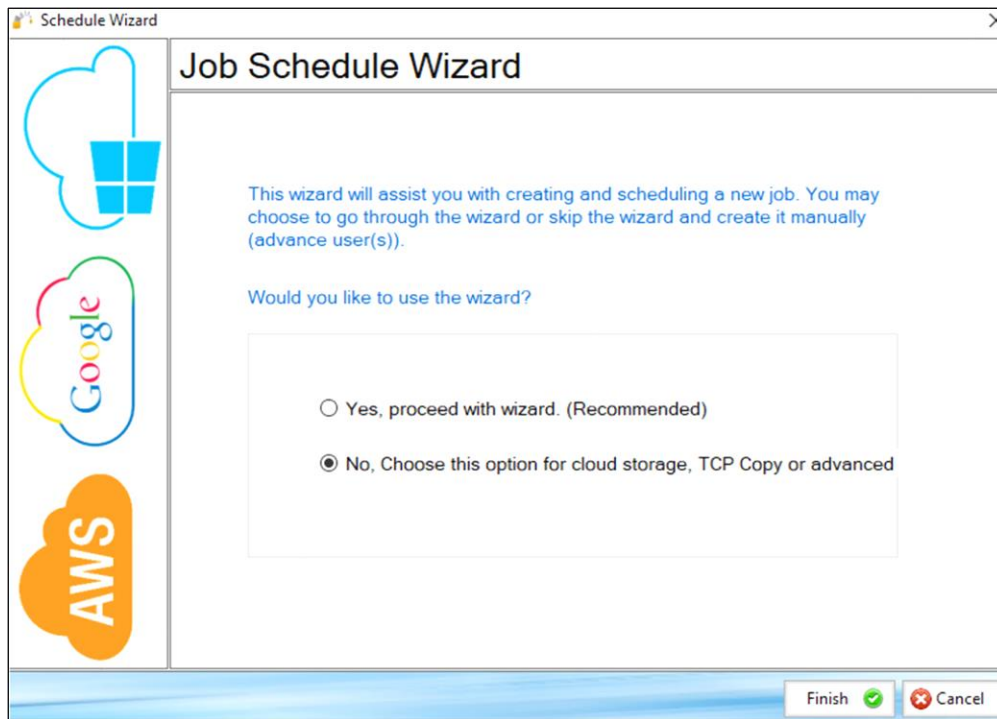 Schedule Wizard
Job Schedule Wizard
This wizard will assist you with creating and scheduling a new job. You may
choose to go through the wizard or skip the wizard and create it manually
(advance user(s)).
Would you like to use the wizard?
Yes, proceed with wizard. (Recommended)
No, Choose this option for cloud storage, TCP Copy or advanced
Google
AWS
Finish
Cancel